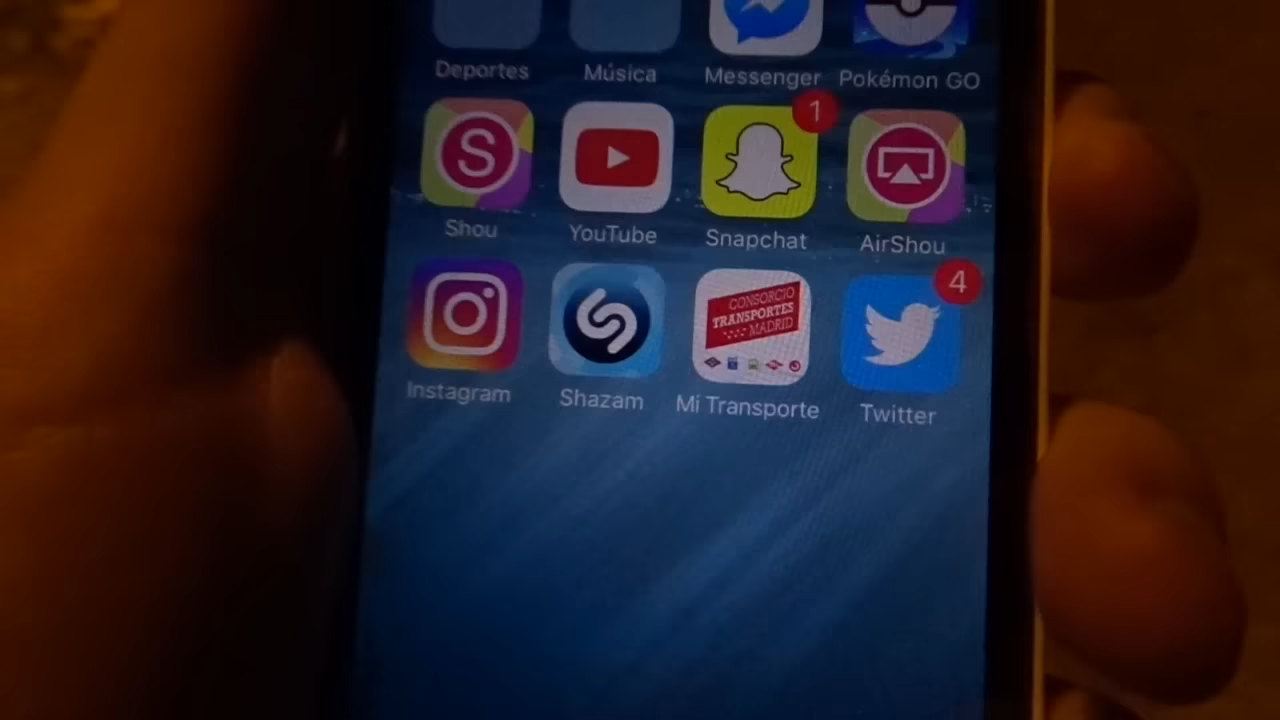 Deportes
Música
Messenger
Pokémon GO
S
1
Shou
YouTube
Snapchat
AirShou
CONSORCIO
TRANSPORTES
MADRID
4
Instagram
Shazam
Mi Transporte
Twitter